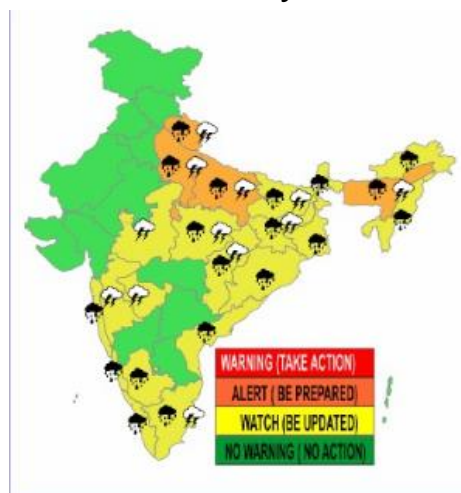 WARNING (TAKE ACTION)
ALERT ( BE PREPARED)
WATCH (BE UPDATED)
NO WARNING ( NO ACTION)